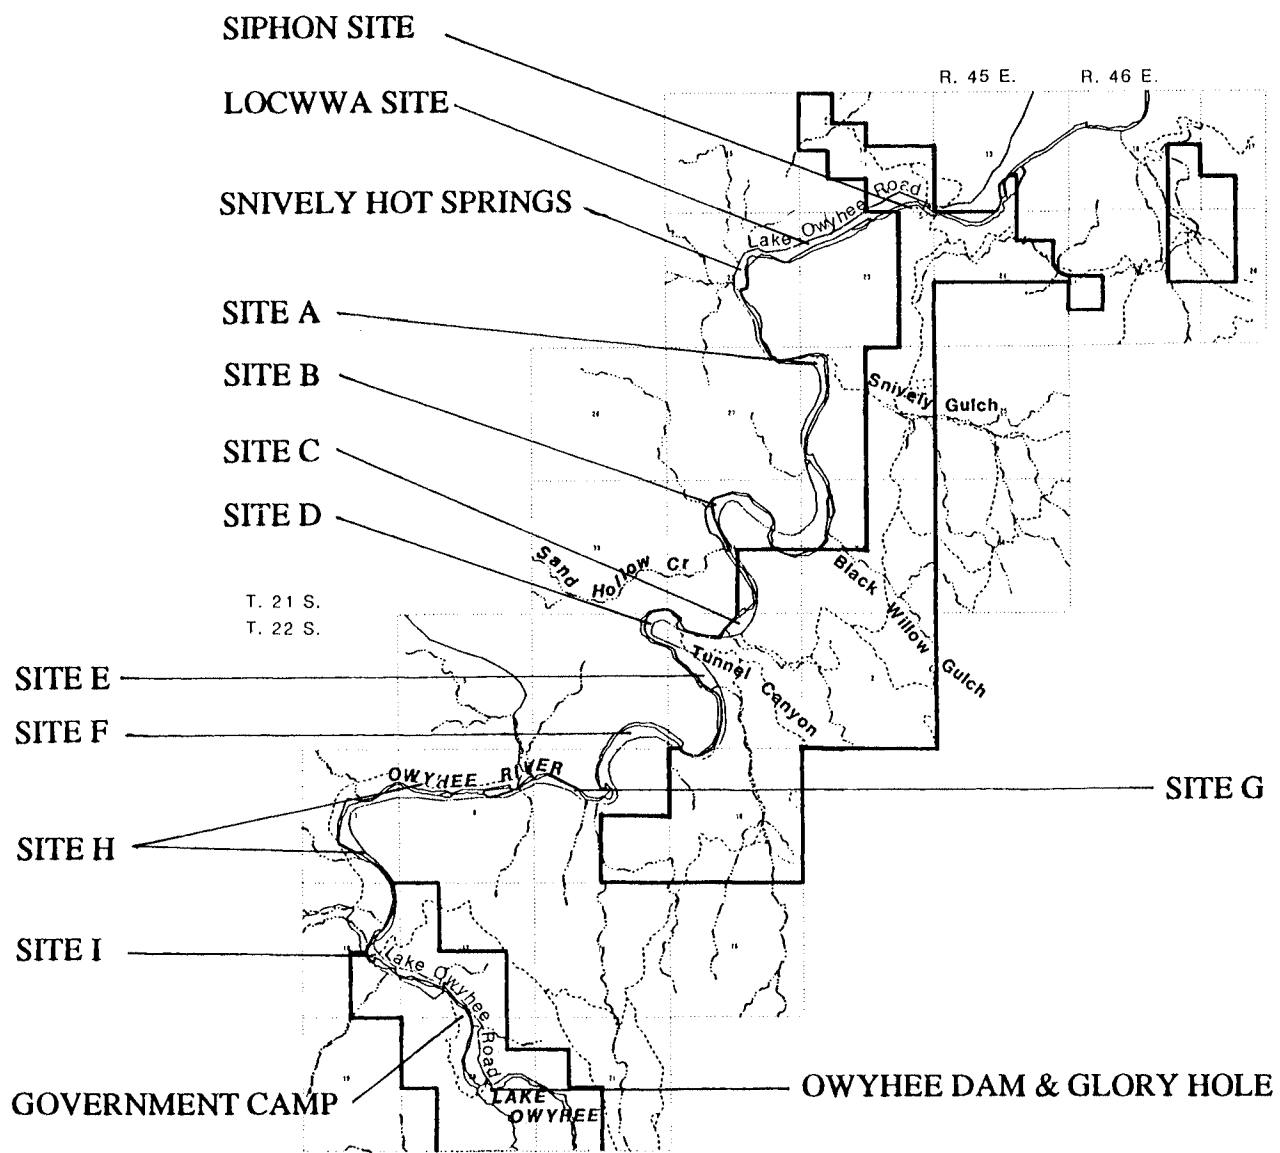 SIPHON SITE
R. 45 E. R. 46 E.
LOCWWA SITE
SNIVELY HOT SPRINGS
Lake Owyhee Road
SITE A
SITE B
Snively Gulch
SITE C
SITE D
Sand Hollow Cr
Black Willow Gulch
T. 21 S.
T. 22 S.
Tunnel Canyon
SITE E
SITE F
OWYHEE RIVER
SITE G
SITE H
SITE I
Lake Owyhee Road
GOVERNMENT CAMP
OWYHEE DAM & GLORY HOLE
LAKE
OWYHEE